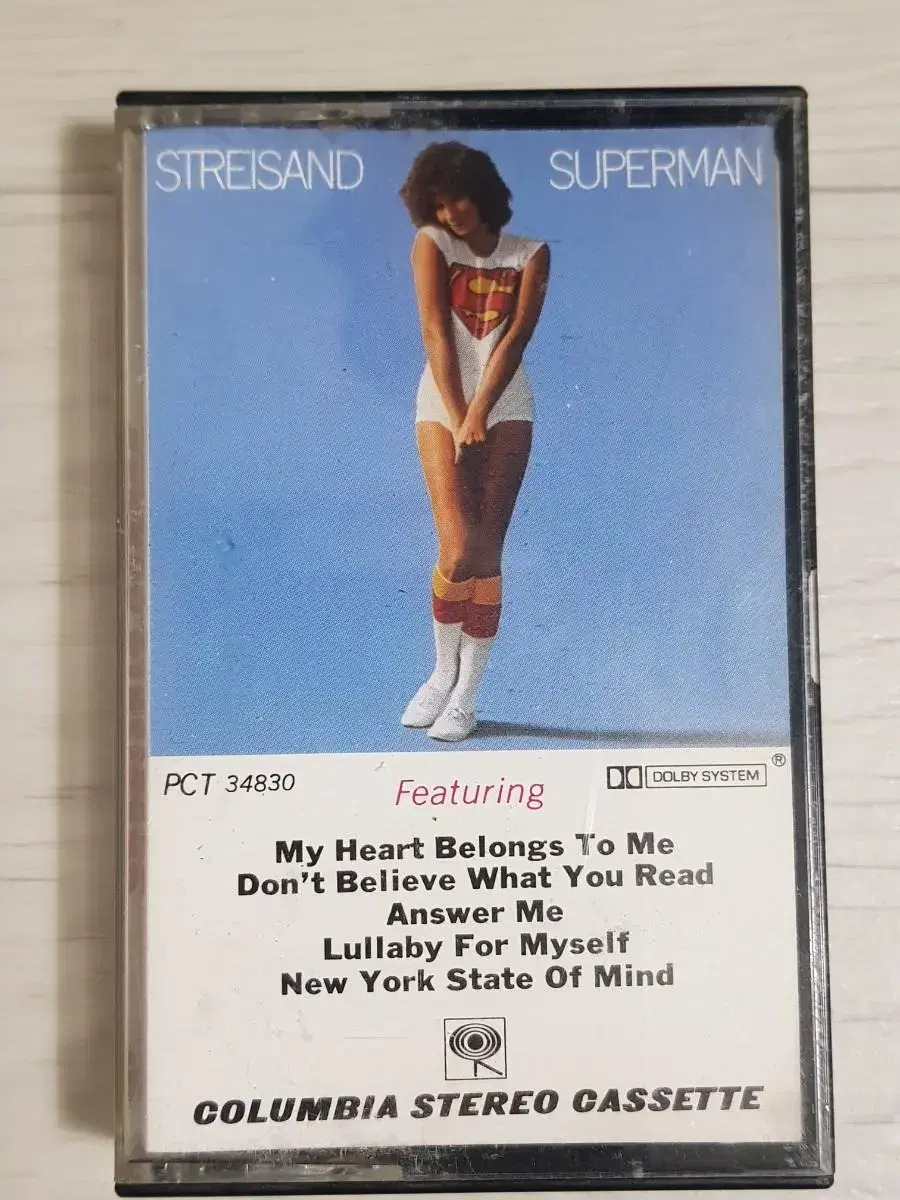 STREISAND SUPERMAN
S
PCT 34830
Featuring
DOLBY SYSTEM ®
My Heart Belongs To Me
Don't Believe What You Read
Answer Me
Lullaby For Myself
New York State Of Mind
COLUMBIA STEREO CASSETTE